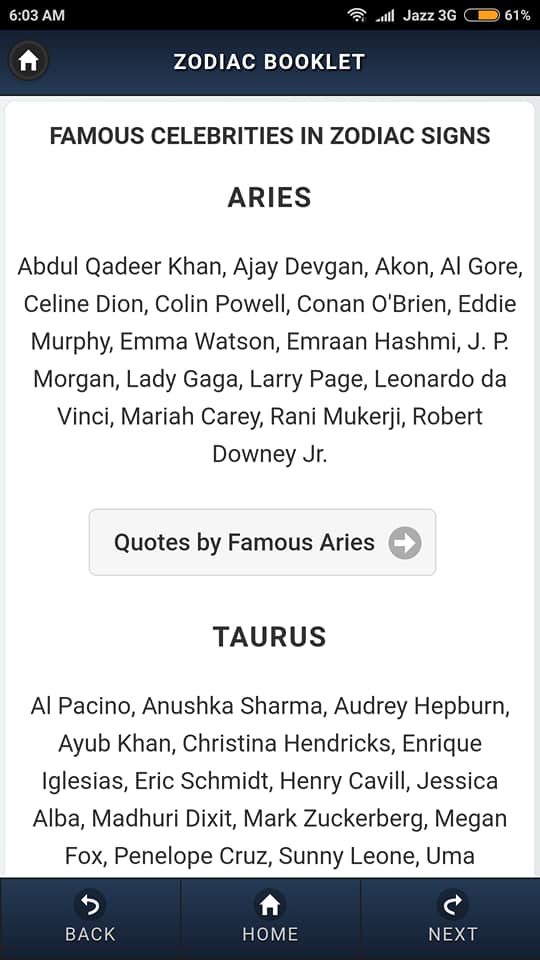 6:03 AM Jazz 3G 61%
ZODIAC BOOKLET
FAMOUS CELEBRITIES IN ZODIAC SIGNS
ARIES
Abdul Qadeer Khan, Ajay Devgan, Akon, Al Gore,
Celine Dion, Colin Powell, Conan O'Brien, Eddie
Murphy, Emma Watson, Emraan Hashmi, J. P.
Morgan, Lady Gaga, Larry Page, Leonardo da
Vinci, Mariah Carey, Rani Mukerji, Robert
Downey Jr.
Quotes by Famous Aries
TAURUS
Al Pacino, Anushka Sharma, Audrey Hepburn,
Ayub Khan, Christina Hendricks, Enrique
Iglesias, Eric Schmidt, Henry Cavill, Jessica
Alba, Madhuri Dixit, Mark Zuckerberg, Megan
Fox, Penelope Cruz, Sunny Leone, Uma
BACK HOME NEXT